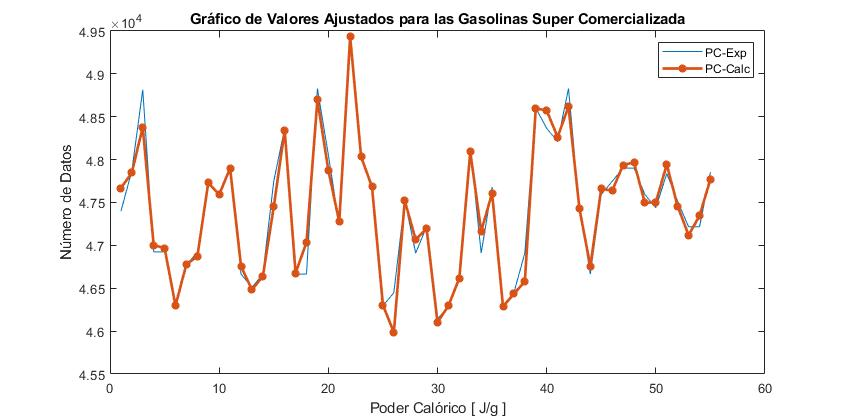 Gráfico de Valores Ajustados para las Gasolinas Super Comercializada
×10⁴
4.95
4.9
4.85
4.8
4.75
4.7
4.65
4.6
4.55
Número de Datos
PC-Exp
PC-Calc
0 10 20 30 40 50 60
Poder Calórico [ J/g ]